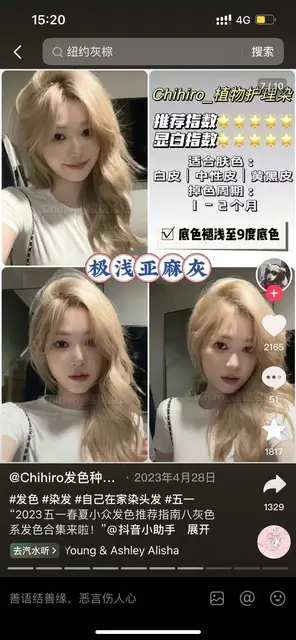 15:20
4G
纽约灰棕
搜索
7/10
Chihiro_植物护理染
推荐指数⭐⭐⭐⭐⭐
显白指数⭐⭐⭐⭐⭐
适合肤色：
白皮|中性皮|黄黑皮
掉色周期：
1-2个月
☑底色褪浅至9度底色
极浅亚麻灰
2165
51
1817
@Chihiro发色种... · 2023年4月28日
#发色 #染发 #自己在家染头发 #五一
“2023五一春夏小众发色推荐指南八灰色
系发色合集来啦！”@抖音小助手 展开
1329
去汽水听 > Young & Ashley Alisha
善语结善缘，恶言伤人心